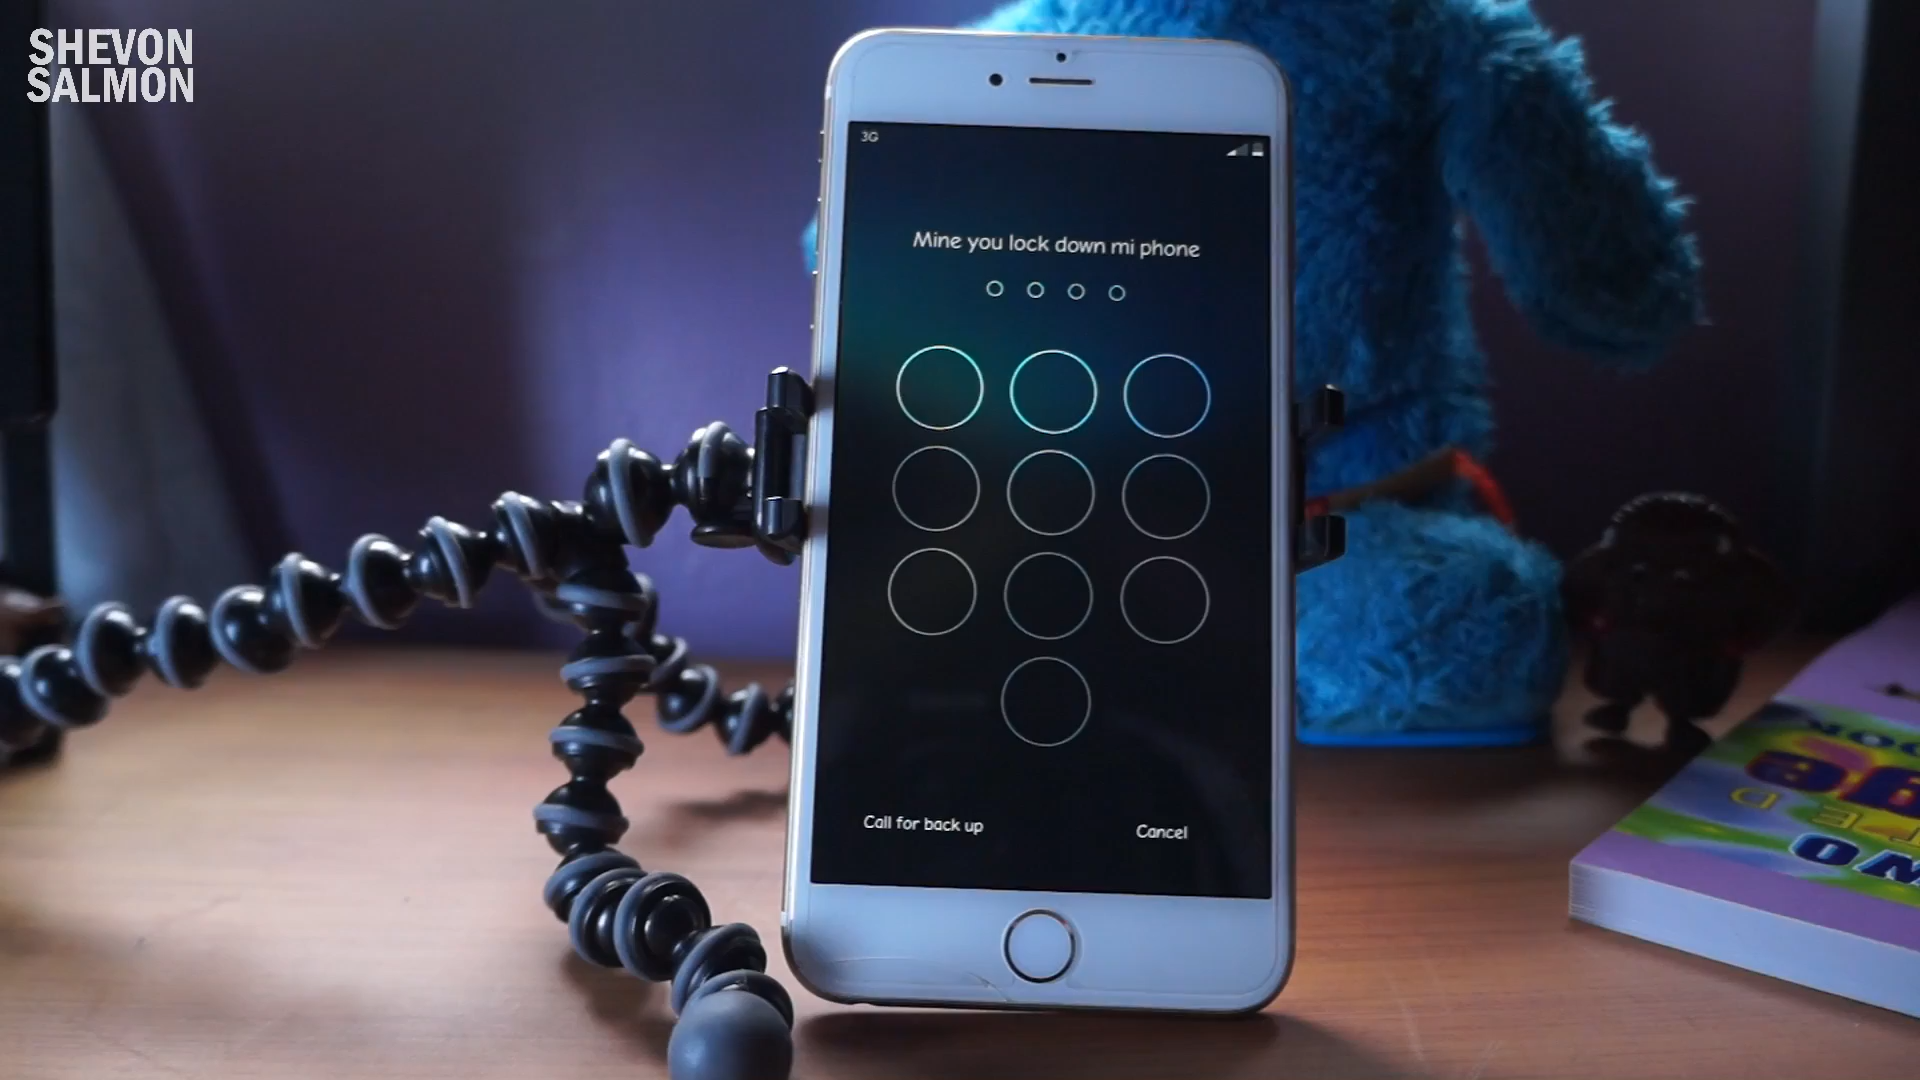 SHEVON
SALMON
3G
Mine you lock down mi phone
Call for back up
Cancel